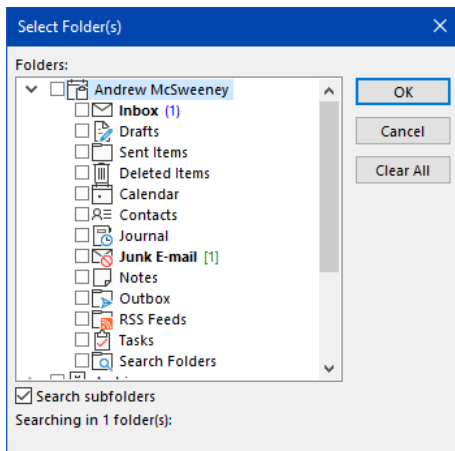 Select Folder(s)
Folders:
OK
Cancel
Clear All
Andrew McSweeney
Inbox (1)
Drafts
Sent Items
Deleted Items
Calendar
Contacts
Journal
Junk E-mail [1]
Notes
Outbox
RSS Feeds
Tasks
Search Folders
Search subfolders
Searching in 1 folder(s):